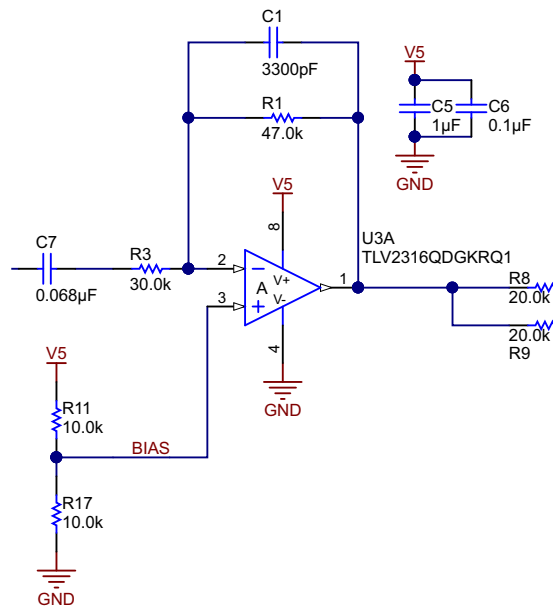 C1
3300pF
R1
47.0k
V5
C5
1µF
C6
0.1µF
GND
V5
U3A
TLV2316QDGKRQ1
C7
0.068µF
R3
30.0k
2
3
8
V+
A
V-
1
4
GND
R8
20.0k
20.0k
R9
V5
R11
10.0k
BIAS
R17
10.0k
GND